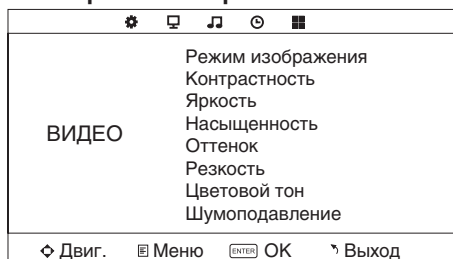 Режим изображения
Контрастность
Яркость
Насыщенность
ВИДЕО
Оттенок
Резкость
Цветовой тон
Шумоподавление
Двиг. Меню ENTER OK Выход